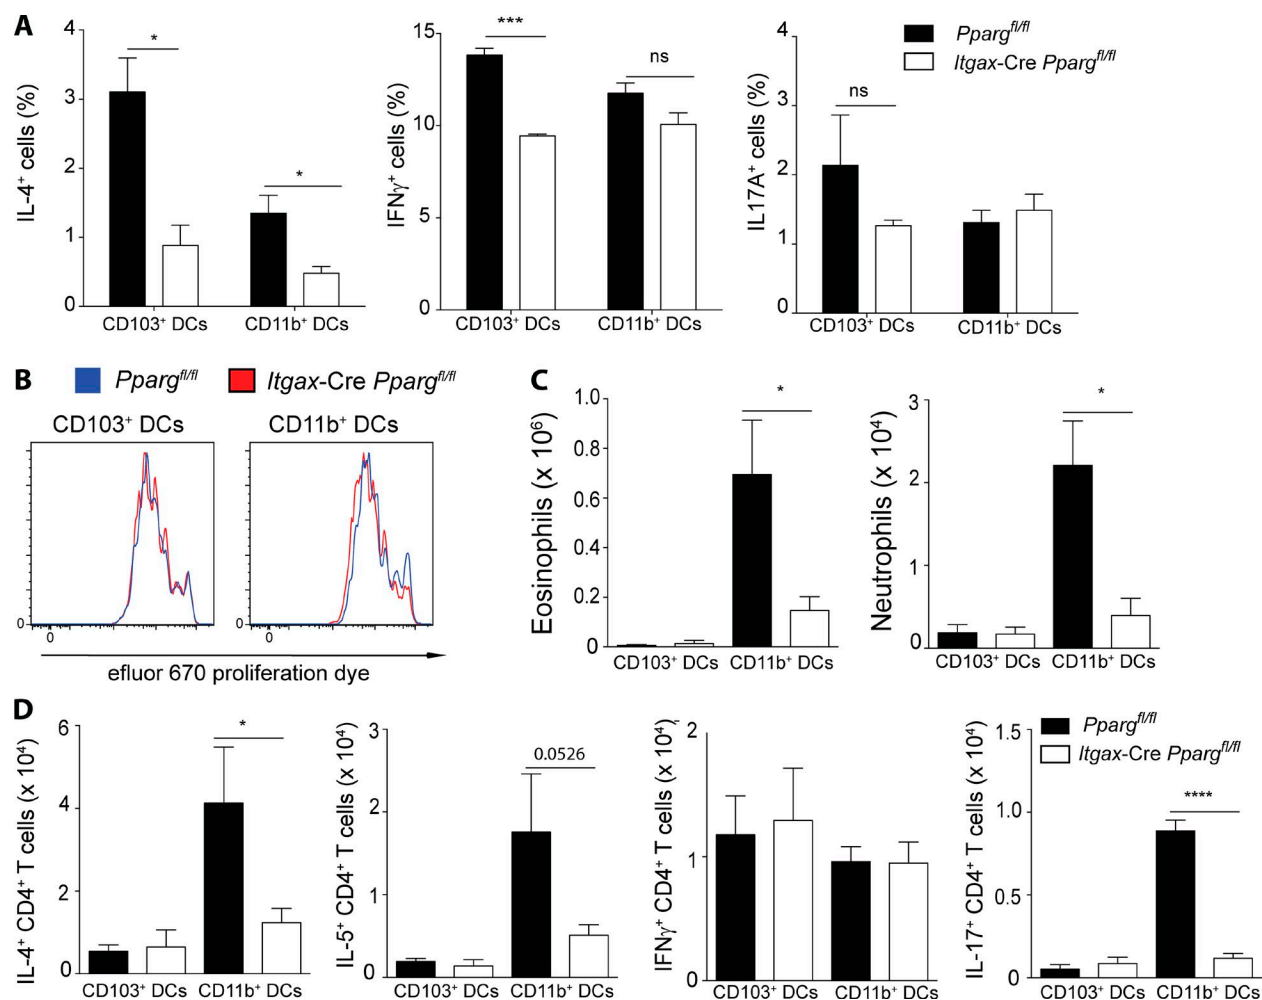 A
IL-4⁺ cells (%)
4
3
2
1
0
*
*
CD103⁺ DCs
CD11b⁺ DCs
IFNγ⁺ cells (%)
15
10
5
0
***
ns
CD103⁺ DCs
CD11b⁺ DCs
IL17A⁺ cells (%)
4
3
2
1
0
ns
CD103⁺ DCs
CD11b⁺ DCs
Pparg^fl/fl
Itgax-Cre Pparg^fl/fl
B
Pparg^fl/fl
Itgax-Cre Pparg^fl/fl
CD103⁺ DCs
CD11b⁺ DCs
0
0
0
0
efluor 670 proliferation dye
C
Eosinophils (x 10⁶)
1.0
0.8
0.6
0.4
0.2
0
*
CD103⁺ DCs
CD11b⁺ DCs
Neutrophils (x 10⁴)
3
2
1
0
*
CD103⁺ DCs
CD11b⁺ DCs
D
IL-4⁺ CD4⁺ T cells (x 10⁴)
6
4
2
0
*
CD103⁺ DCs
CD11b⁺ DCs
IL-5⁺ CD4⁺ T cells (x 10⁴)
3
2
1
0
0.0526
CD103⁺ DCs
CD11b⁺ DCs
IFNγ⁺ CD4⁺ T cells (x 10⁴)
2
1
0
CD103⁺ DCs
CD11b⁺ DCs
IL-17⁺ CD4⁺ T cells (x 10⁴)
1.5
1.0
0.5
0
****
CD103⁺ DCs
CD11b⁺ DCs
Pparg^fl/fl
Itgax-Cre Pparg^fl/fl